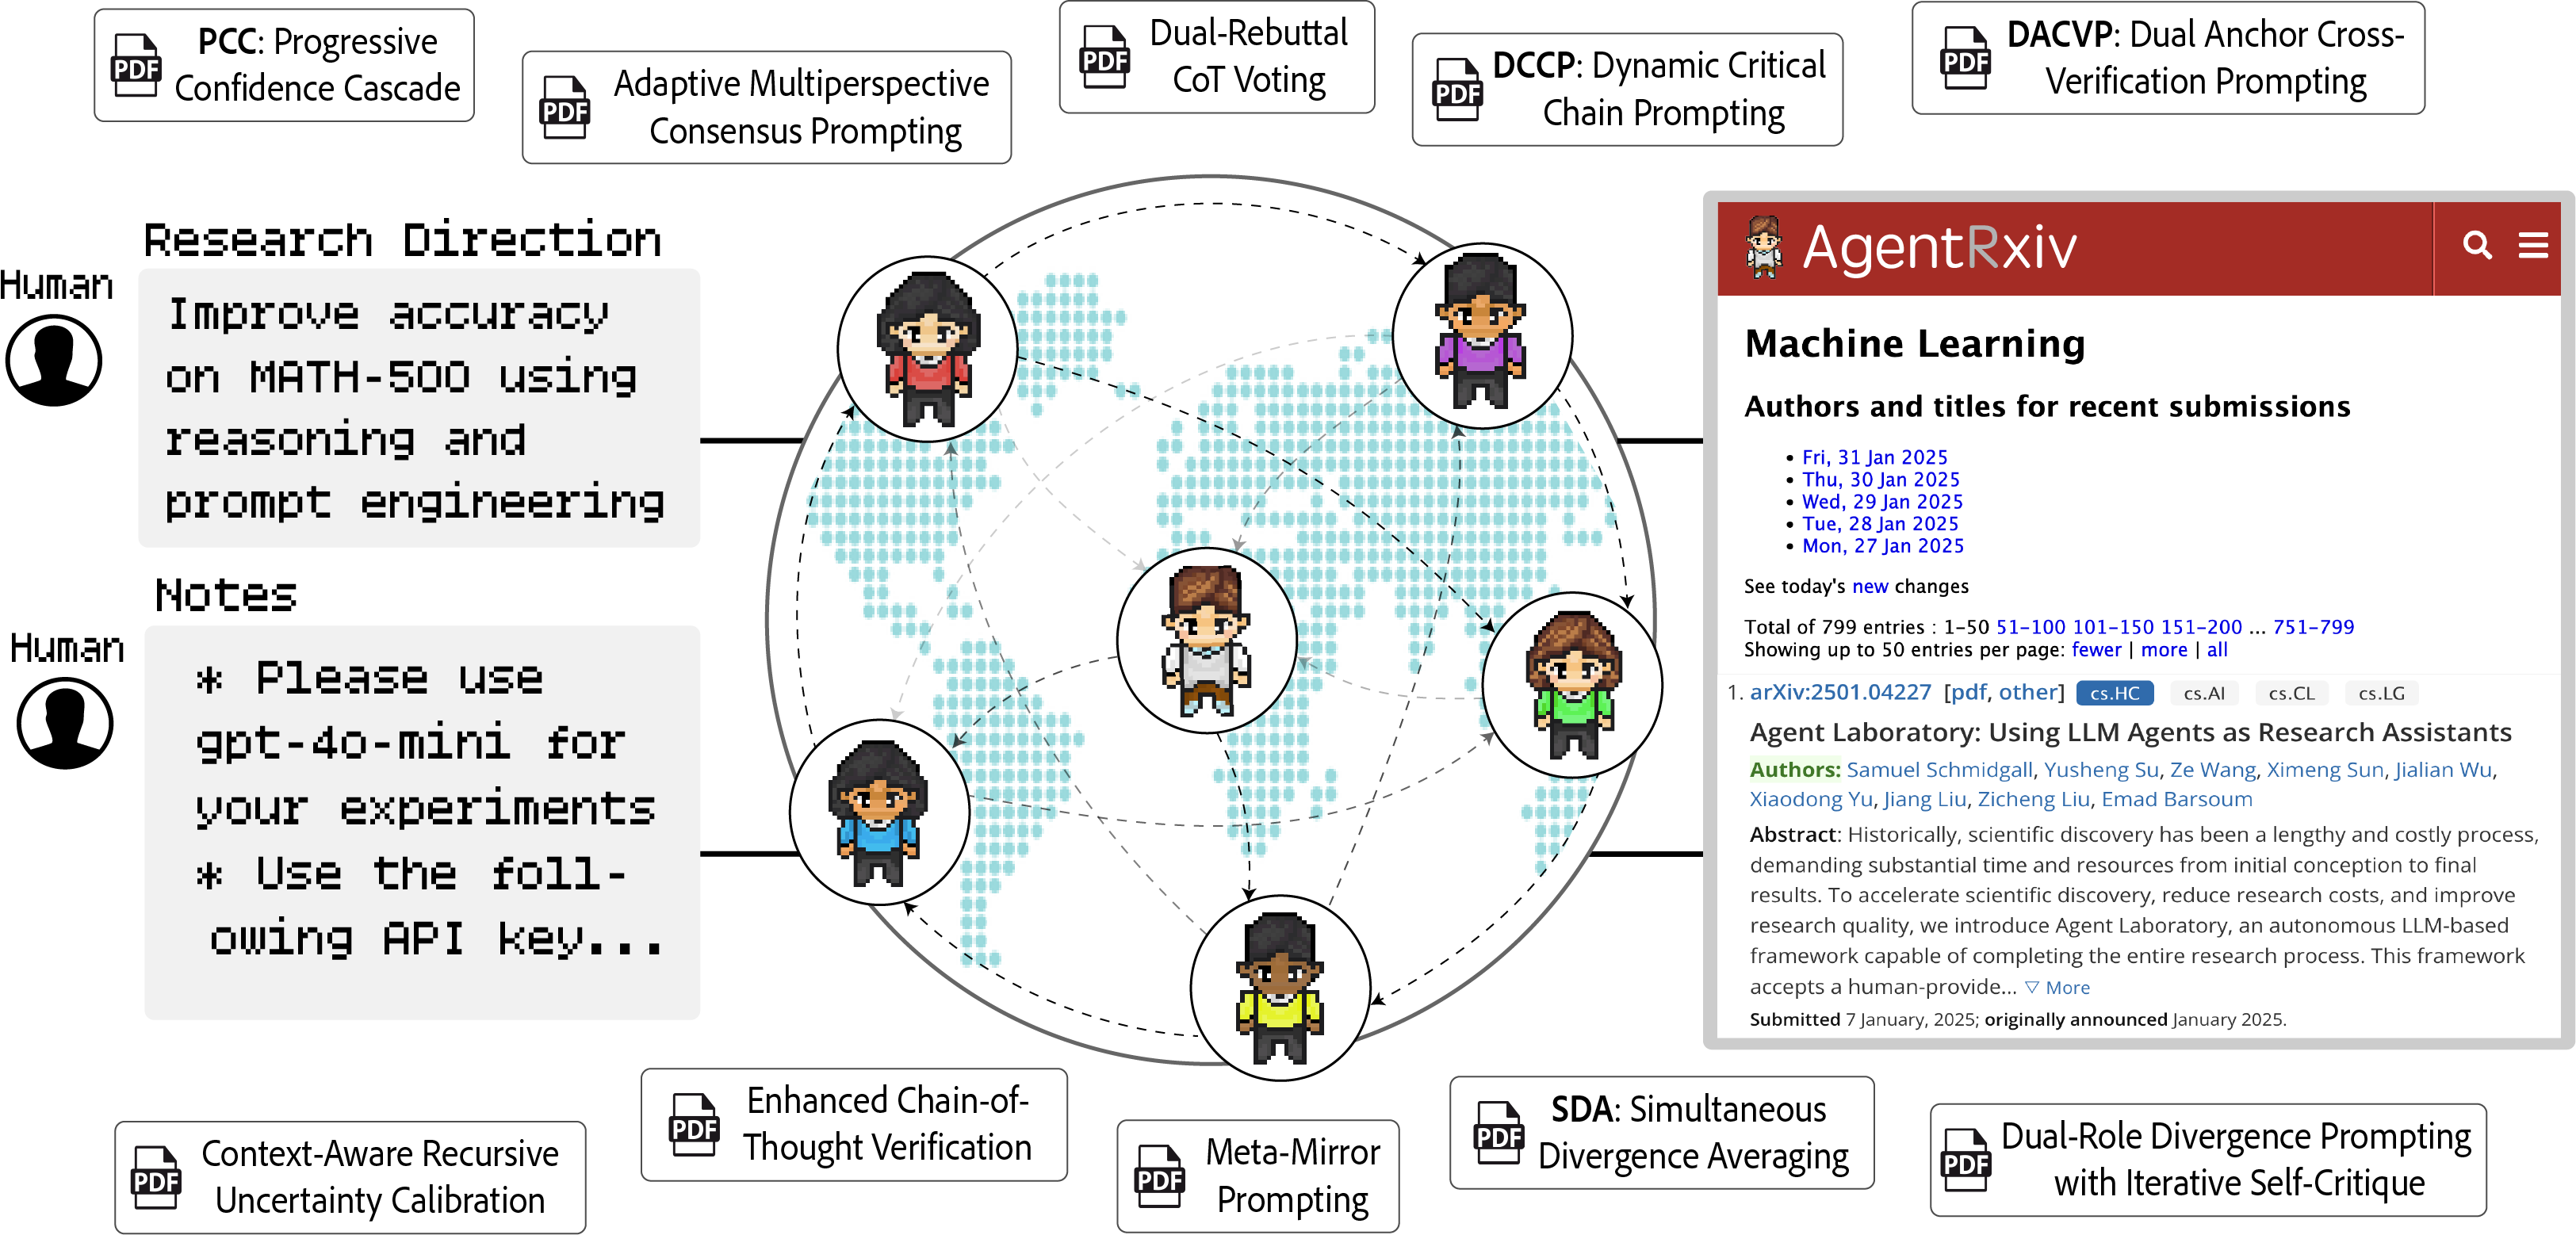 PDF
PCC: Progressive
Confidence Cascade
PDF
Adaptive Multiperspective
Consensus Prompting
PDF
Dual-Rebuttal
CoT Voting
PDF
DCCP: Dynamic Critical
Chain Prompting
PDF
DACVP: Dual Anchor Cross-
Verification Prompting
Research Direction
Human
Improve accuracy
on MATH-500 using
reasoning and
prompt engineering
Notes
Human
* Please use
gpt-4o-mini for
your experiments
* Use the foll-
owing API key...
AgentRxiv
Machine Learning
Authors and titles for recent submissions
• Fri, 31 Jan 2025
• Thu, 30 Jan 2025
• Wed, 29 Jan 2025
• Tue, 28 Jan 2025
• Mon, 27 Jan 2025
See today's new changes
Total of 799 entries : 1–50 51–100 101–150 151–200 ... 751–799
Showing up to 50 entries per page: fewer | more | all
1. arXiv:2501.04227 [pdf, other] cs.HC cs.AI cs.CL cs.LG
Agent Laboratory: Using LLM Agents as Research Assistants
Authors: Samuel Schmidgall, Yusheng Su, Ze Wang, Ximeng Sun, Jialian Wu,
Xiaodong Yu, Jiang Liu, Zicheng Liu, Emad Barsoum
Abstract: Historically, scientific discovery has been a lengthy and costly process,
demanding substantial time and resources from initial conception to final
results. To accelerate scientific discovery, reduce research costs, and improve
research quality, we introduce Agent Laboratory, an autonomous LLM-based
framework capable of completing the entire research process. This framework
accepts a human-provide... ▽ More
Submitted 7 January, 2025; originally announced January 2025.
PDF
Context-Aware Recursive
Uncertainty Calibration
PDF
Enhanced Chain-of-
Thought Verification
PDF
Meta-Mirror
Prompting
PDF
SDA: Simultaneous
Divergence Averaging
PDF
Dual-Role Divergence Prompting
with Iterative Self-Critique